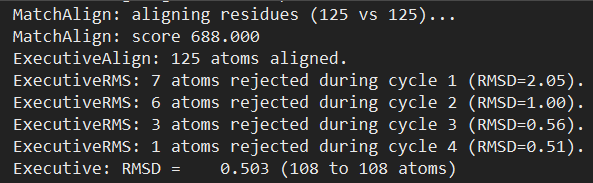 MatchAlign: aligning residues (125 vs 125)...
MatchAlign: score 688.000
ExecutiveAlign: 125 atoms aligned.
ExecutiveRMS: 7 atoms rejected during cycle 1 (RMSD=2.05).
ExecutiveRMS: 6 atoms rejected during cycle 2 (RMSD=1.00).
ExecutiveRMS: 3 atoms rejected during cycle 3 (RMSD=0.56).
ExecutiveRMS: 1 atoms rejected during cycle 4 (RMSD=0.51).
Executive: RMSD =    0.503 (108 to 108 atoms)